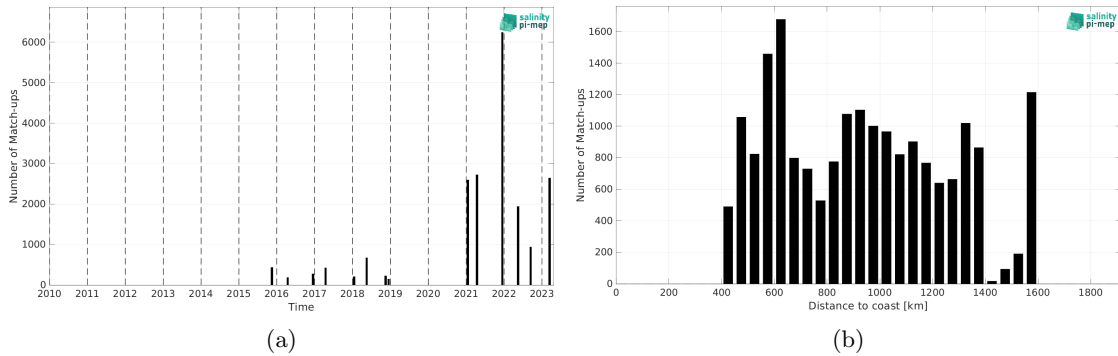 salinity
pi-mep
6000
5000
4000
3000
2000
1000
0
Number of Match-ups
2010 2011 2012 2013 2014 2015 2016 2017 2018 2019 2020 2021 2022 2023
Time
(a)
salinity
pi-mep
1600
1400
1200
1000
800
600
400
200
0
Number of Match-ups
0 200 400 600 800 1000 1200 1400 1600 1800
Distance to coast [km]
(b)